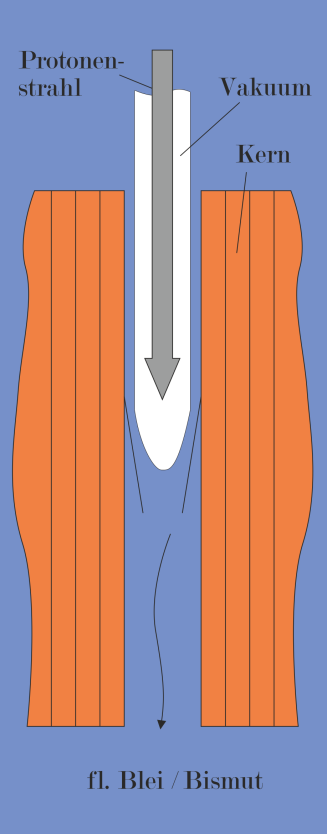 Protonen-
strahl
Vakuum
Kern
fl. Blei / Bismut